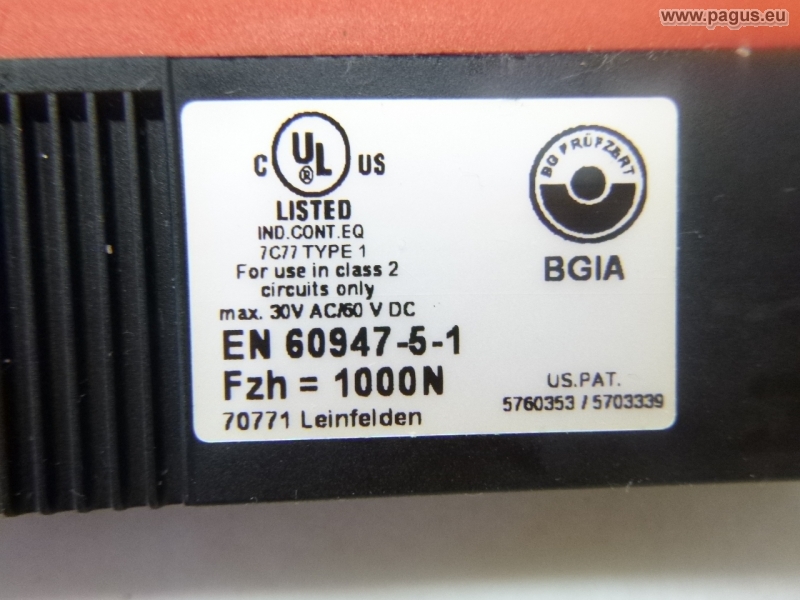 www.pagus.eu
C UL® US
LISTED
IND.CONT.EQ
7C77 TYPE 1
For use in class 2
circuits only
max. 30V AC/60 V DC
EN 60947-5-1
Fzh = 1000N
70771 Leinfelden
BG PRÜFZERT
BGIA
US.PAT.
5760353 / 5703339